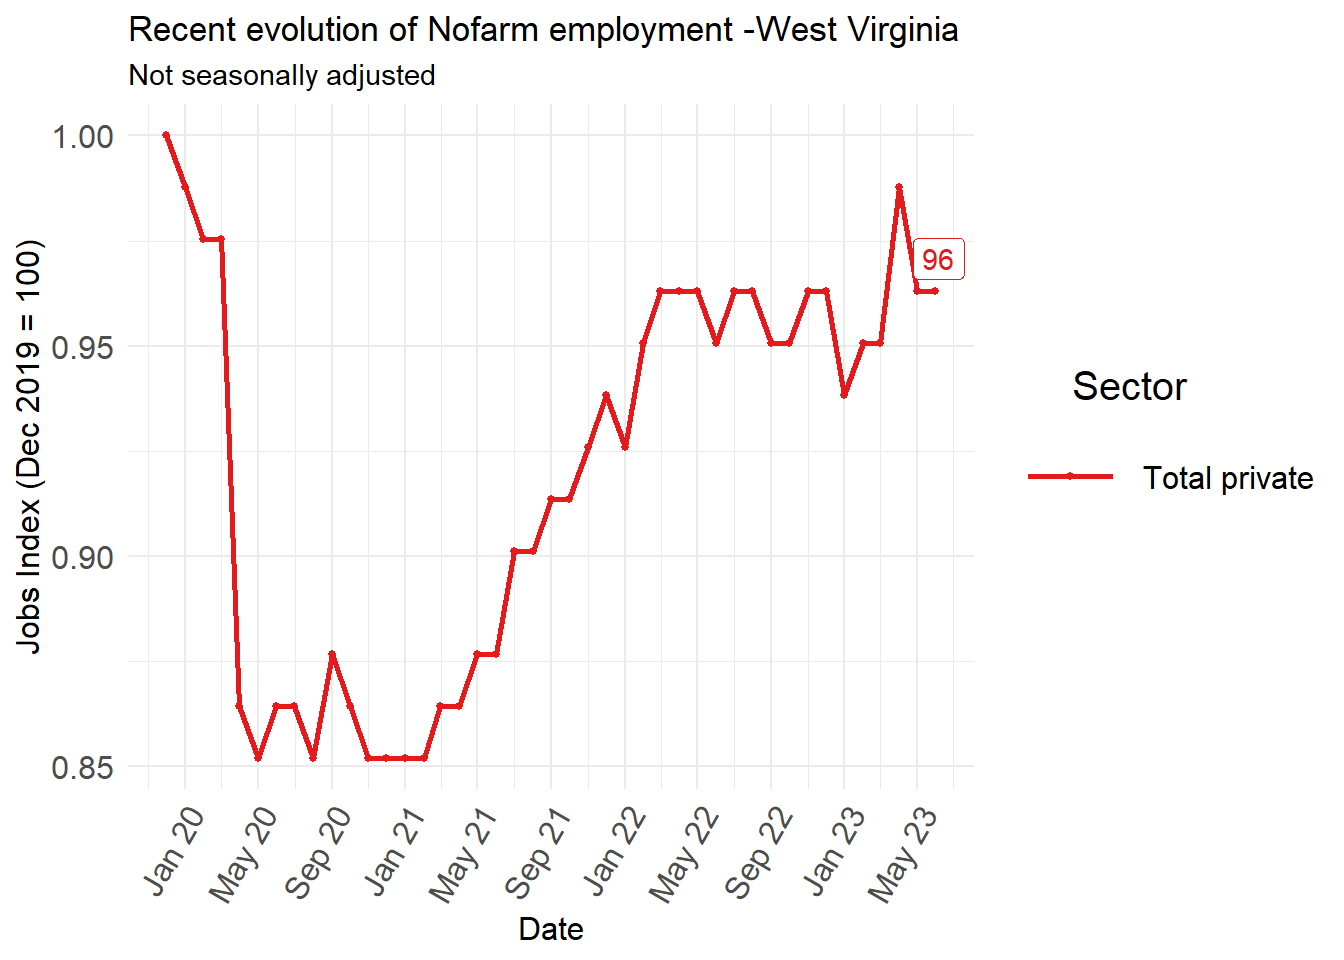 Recent evolution of Nofarm employment -West Virginia
Not seasonally adjusted
Jobs Index (Dec 2019 = 100)
1.00
0.95
0.90
0.85
96
Jan 20
May 20
Sep 20
Jan 21
May 21
Sep 21
Jan 22
May 22
Sep 22
Jan 23
May 23
Date
Sector
Total private